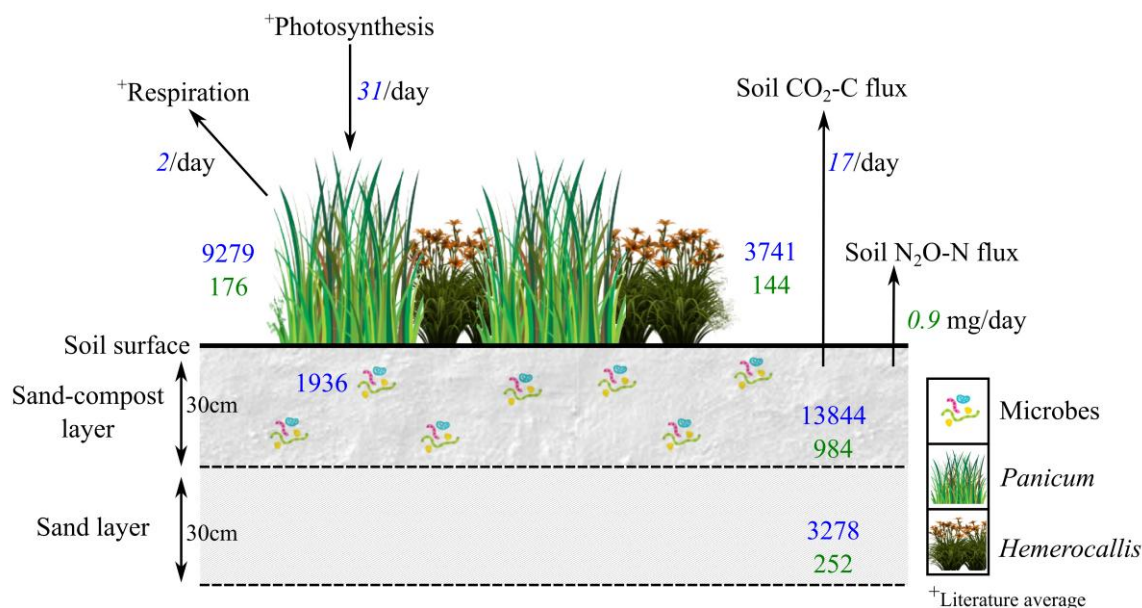 +Photosynthesis
31/day
+Respiration
2/day
Soil CO₂-C flux
17/day
9279
176
3741
144
Soil N₂O-N flux
0.9 mg/day
Soil surface
Sand-compost
layer
30cm
1936
13844
984
Sand layer
30cm
3278
252
Microbes
Panicum
Hemerocallis
+Literature average